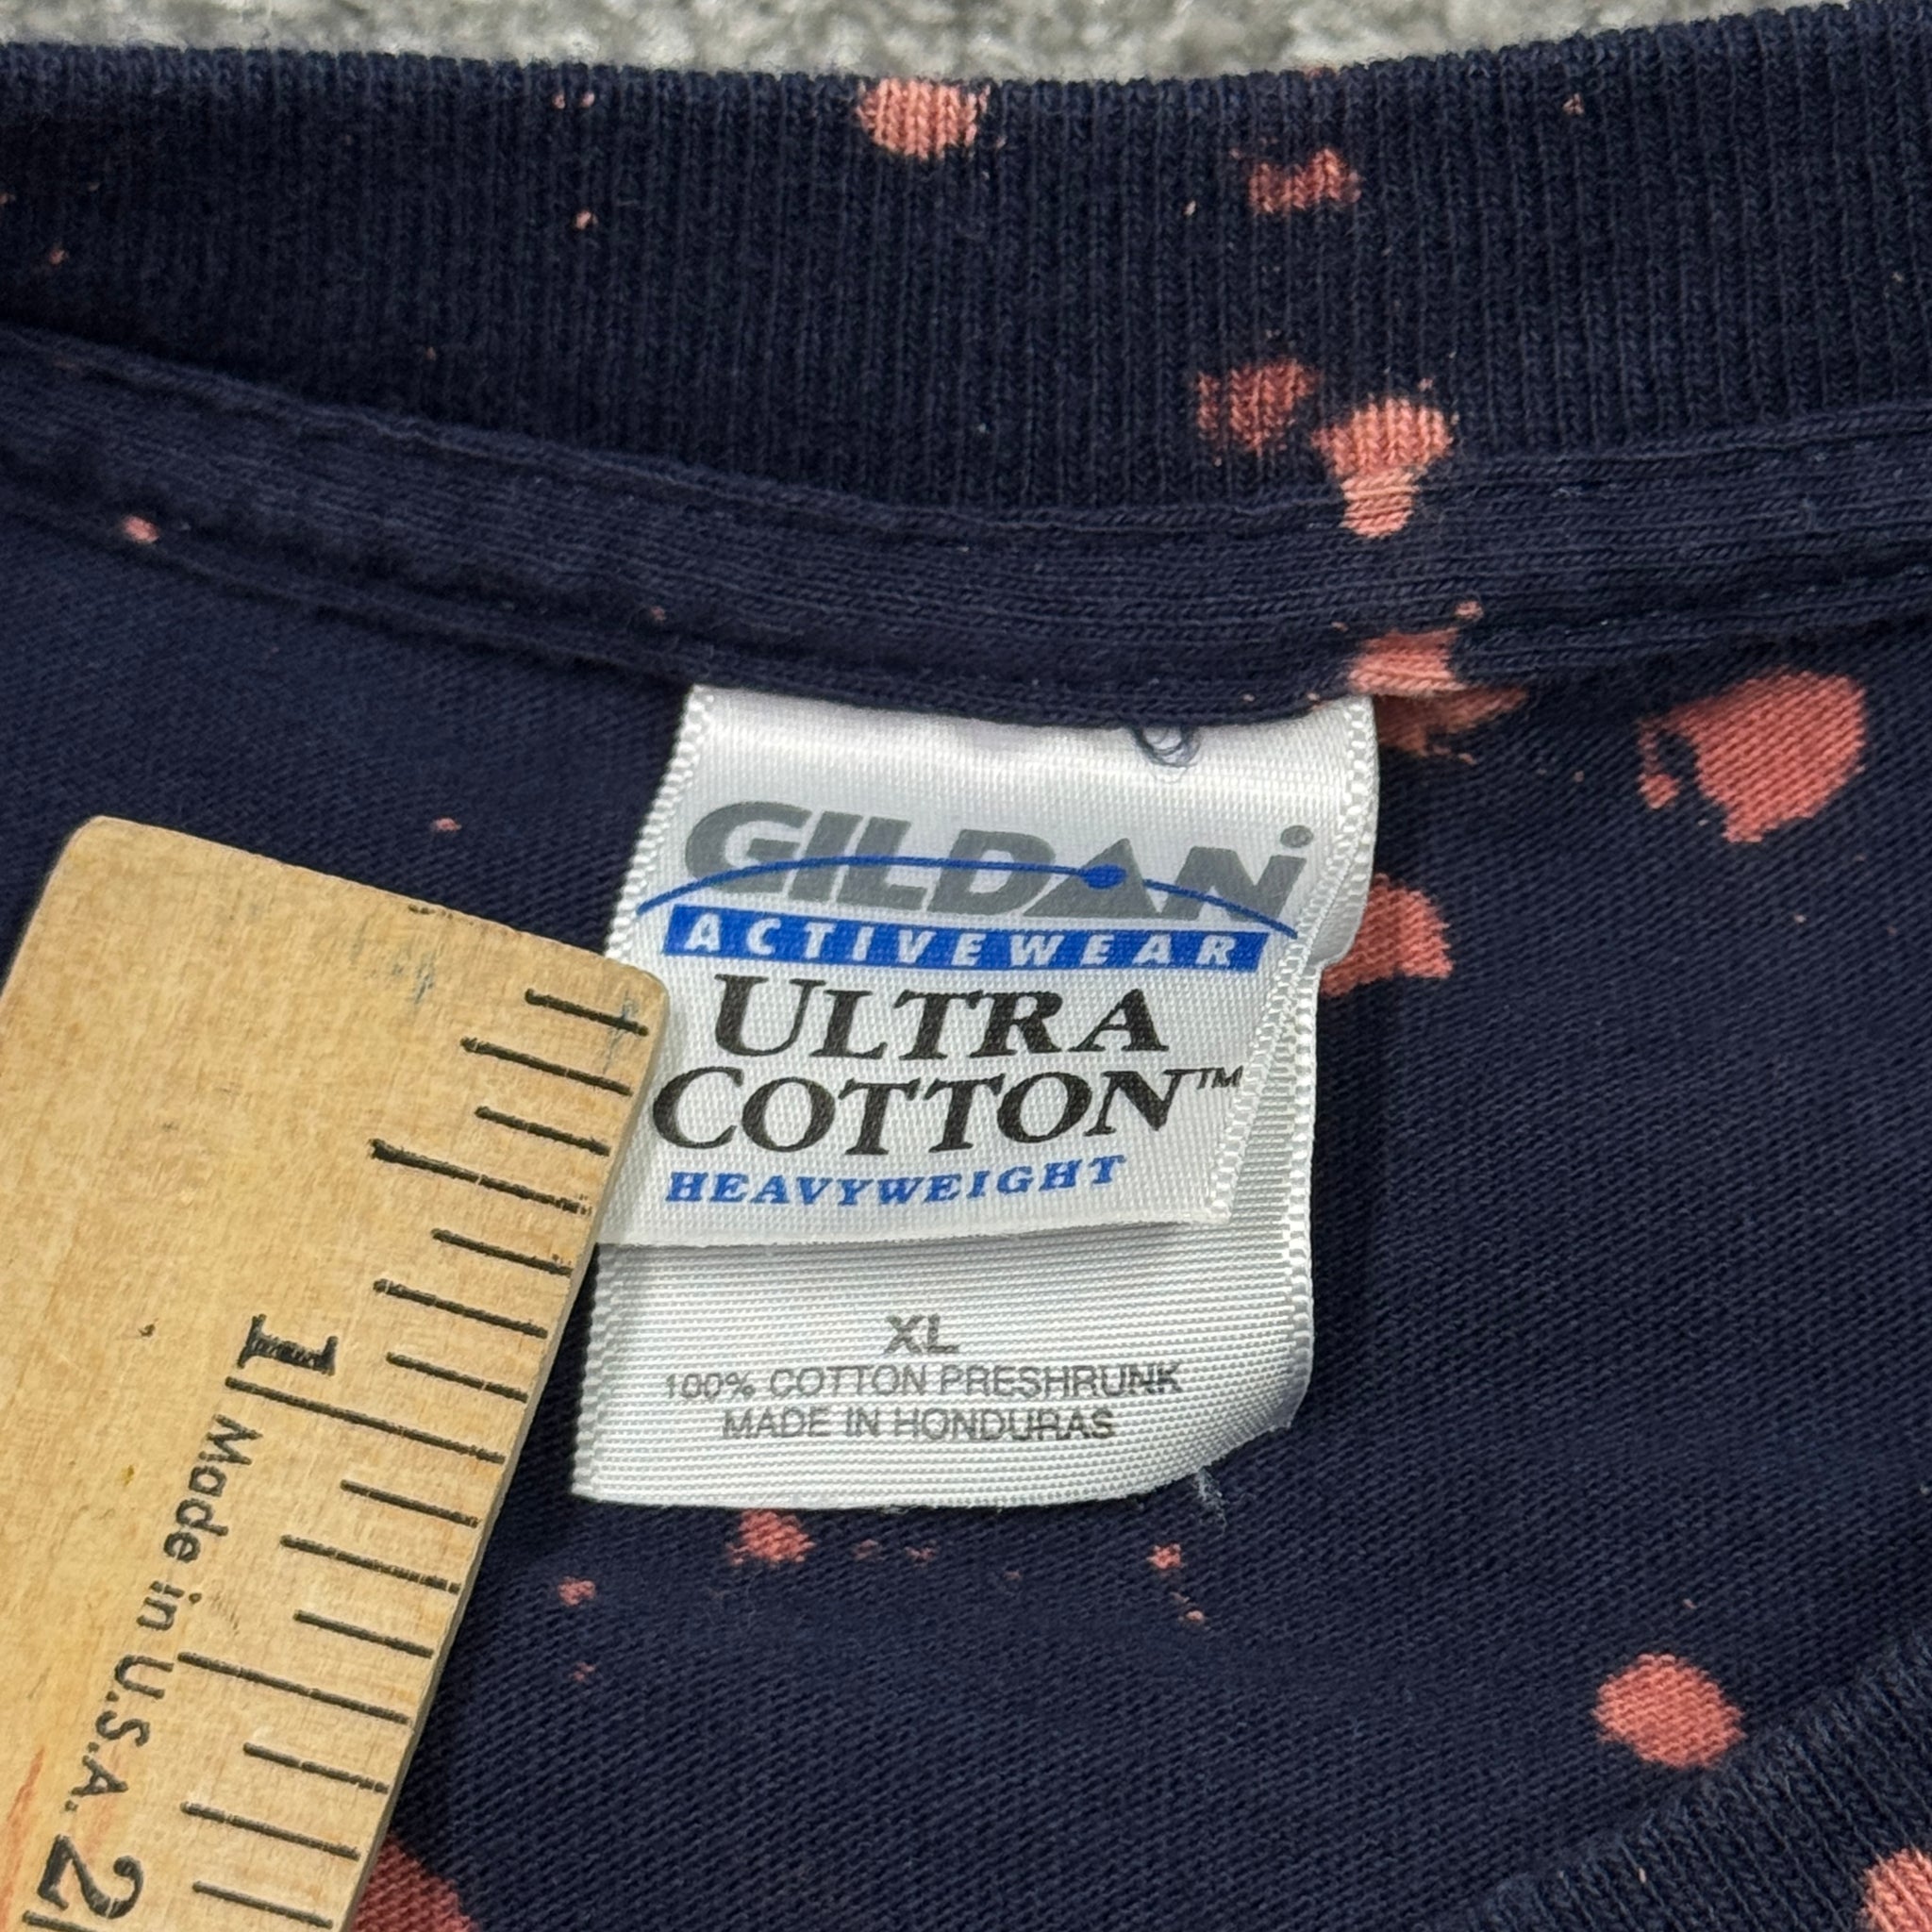 GILDAN
ACTIVEWEAR
ULTRA
COTTON™
HEAVYWEIGHT
XL
100% COTTON PRESHRUNK
MADE IN HONDURAS
1
Made in U.S.A.
2